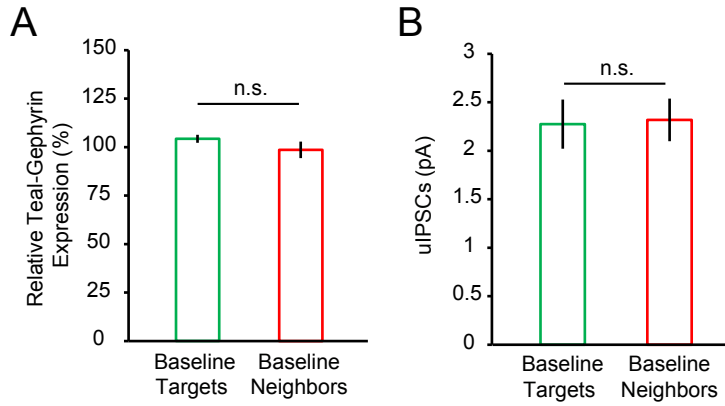 A
Relative Teal-Gephyrin
Expression (%)
150
125
100
75
50
25
0
n.s.
Baseline
Targets
Baseline
Neighbors
B
uIPSCs (pA)
3
2.5
2
1.5
1
0.5
0
n.s.
Baseline
Targets
Baseline
Neighbors